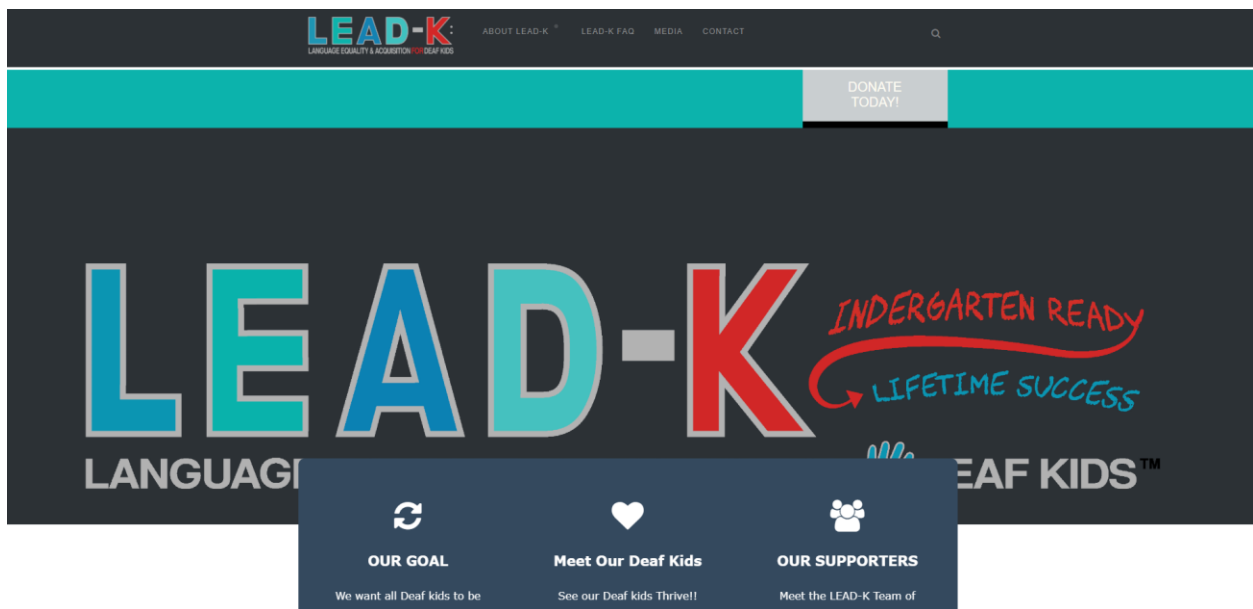 LEAD-K:
LANGUAGE EQUALITY & ACQUISITION FOR DEAF KIDS
ABOUT LEAD-K
LEAD-K FAQ
MEDIA
CONTACT
DONATE
TODAY!
LEAD-K
INDERGARTEN READY
LIFETIME SUCCESS
LANGUAG
EAF KIDS™
OUR GOAL
We want all Deaf kids to be
Meet Our Deaf Kids
See our Deaf kids Thrive!!
OUR SUPPORTERS
Meet the LEAD-K Team of